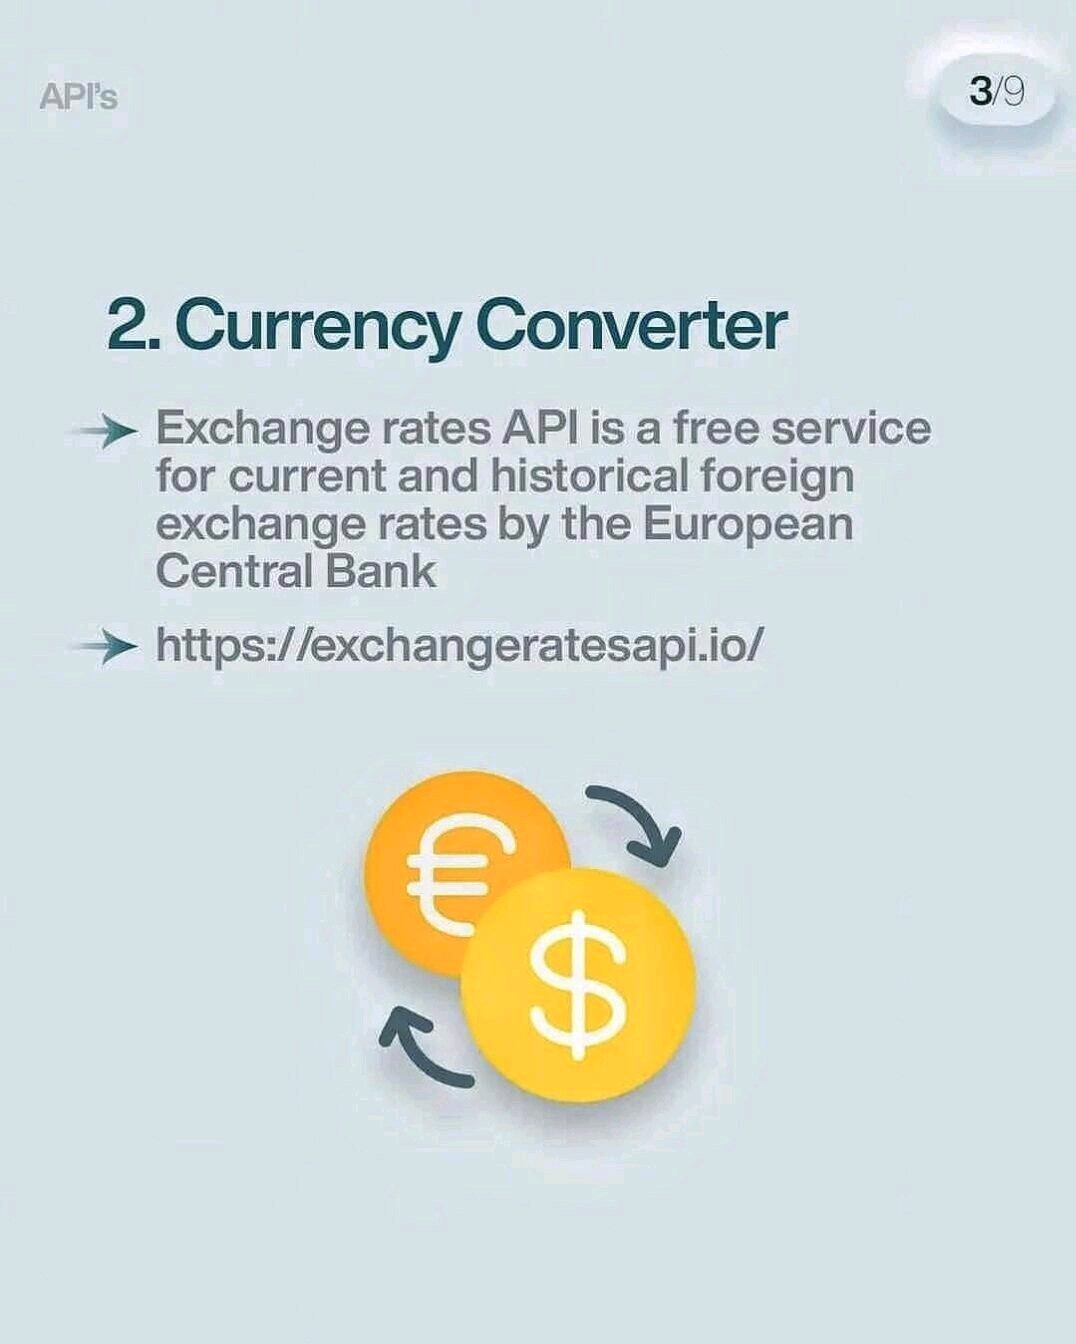 API's
3/9
2. Currency Converter
Exchange rates API is a free service
for current and historical foreign
exchange rates by the European
Central Bank
https://exchangeratesapi.io/
€
$